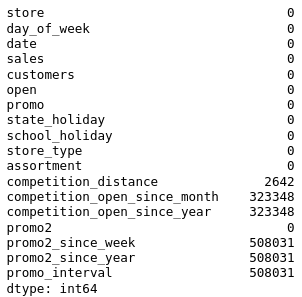 store                                0
day_of_week                          0
date                                 0
sales                                0
customers                            0
open                                 0
promo                                0
state_holiday                        0
school_holiday                       0
store_type                           0
assortment                           0
competition_distance              2642
competition_open_since_month    323348
competition_open_since_year     323348
promo2                               0
promo2_since_week               508031
promo2_since_year               508031
promo_interval                  508031
dtype: int64